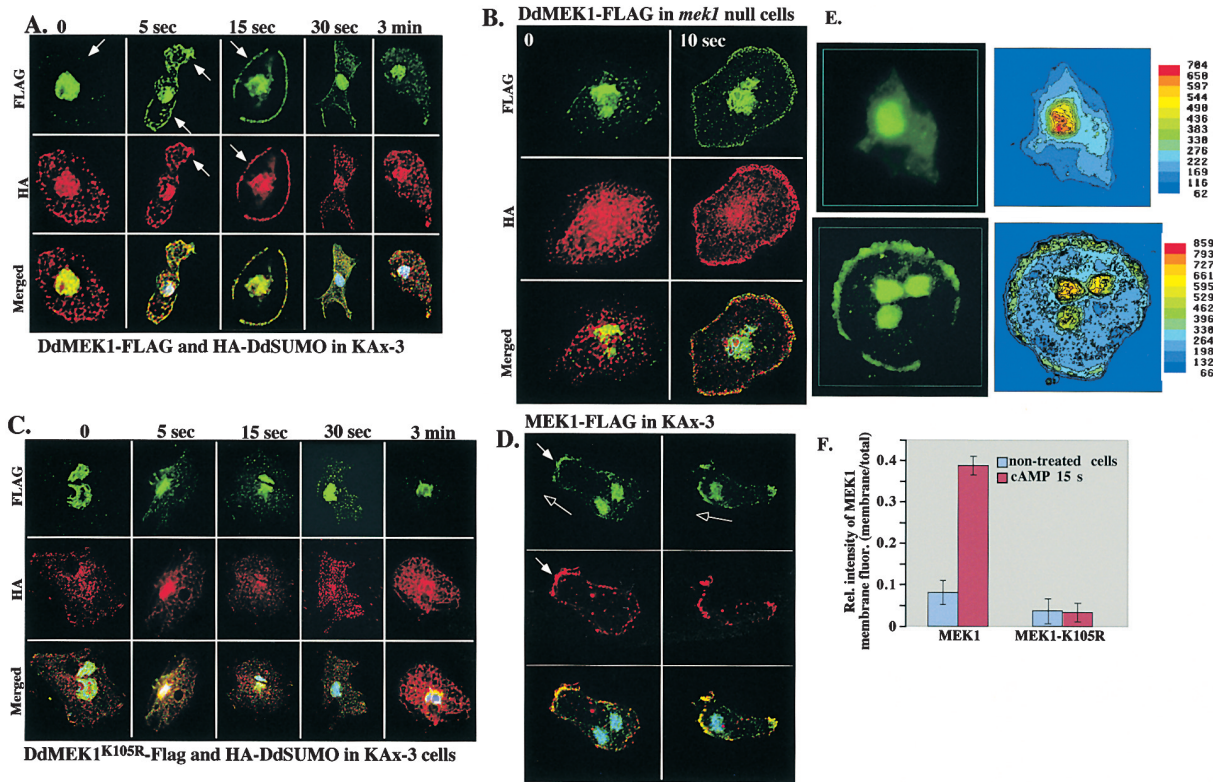 A.
0 5 sec 15 sec 30 sec 3 min
FLAG
HA
Merged
DdMEK1-FLAG and HA-DdSUMO in KAx-3
B.
DdMEK1-FLAG in mek1 null cells
0 10 sec
FLAG
HA
Merged
C.
0 5 sec 15 sec 30 sec 3 min
FLAG
HA
Merged
DdMEK1K105R-Flag and HA-DdSUMO in KAx-3 cells
D.
MEK1-FLAG in KAx-3
E.
704
650
597
544
490
436
383
330
276
222
169
116
62
859
793
727
661
595
529
462
396
330
264
198
132
66
F.
Rel. intensity of MEK1
membrane fluor. (membrane/total)
0.4
0.3
0.2
0.1
0
non-treated cells
cAMP 15 s
MEK1 MEK1-K105R